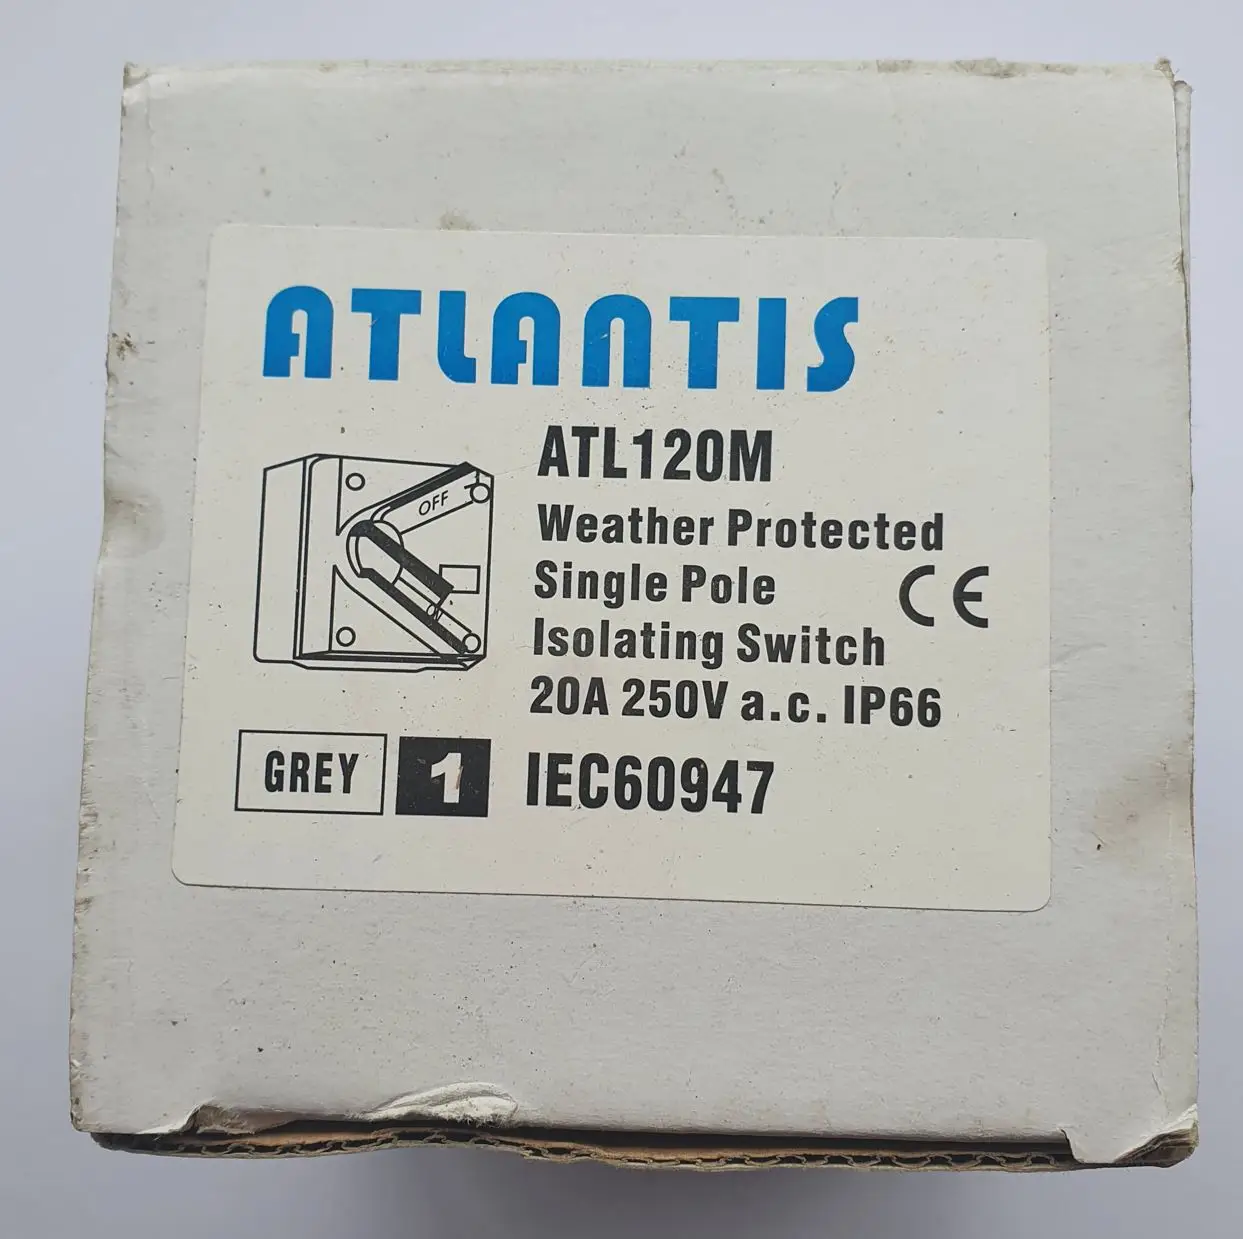 ATLANTIS
ATL120M
OFF
Weather Protected
Single Pole
Isolating Switch
CE
20A 250V a.c. IP66
GREY 1 IEC60947